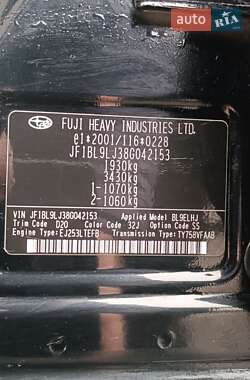 AUTO.RIA
FUJI HEAVY INDUSTRIES LTD.
e1*2001/116*0228
JF1BL9LJ38G042153
1930kg
3430kg
1-1070kg
2-1060kg
VIN JF1BL9LJ38G042153 Applied Model BL9ELHJ
Trim Code D20 Color Code 32J Option Code SS
Engine Type: EJ253LTEFB Transmission Type: TY758VFAAB